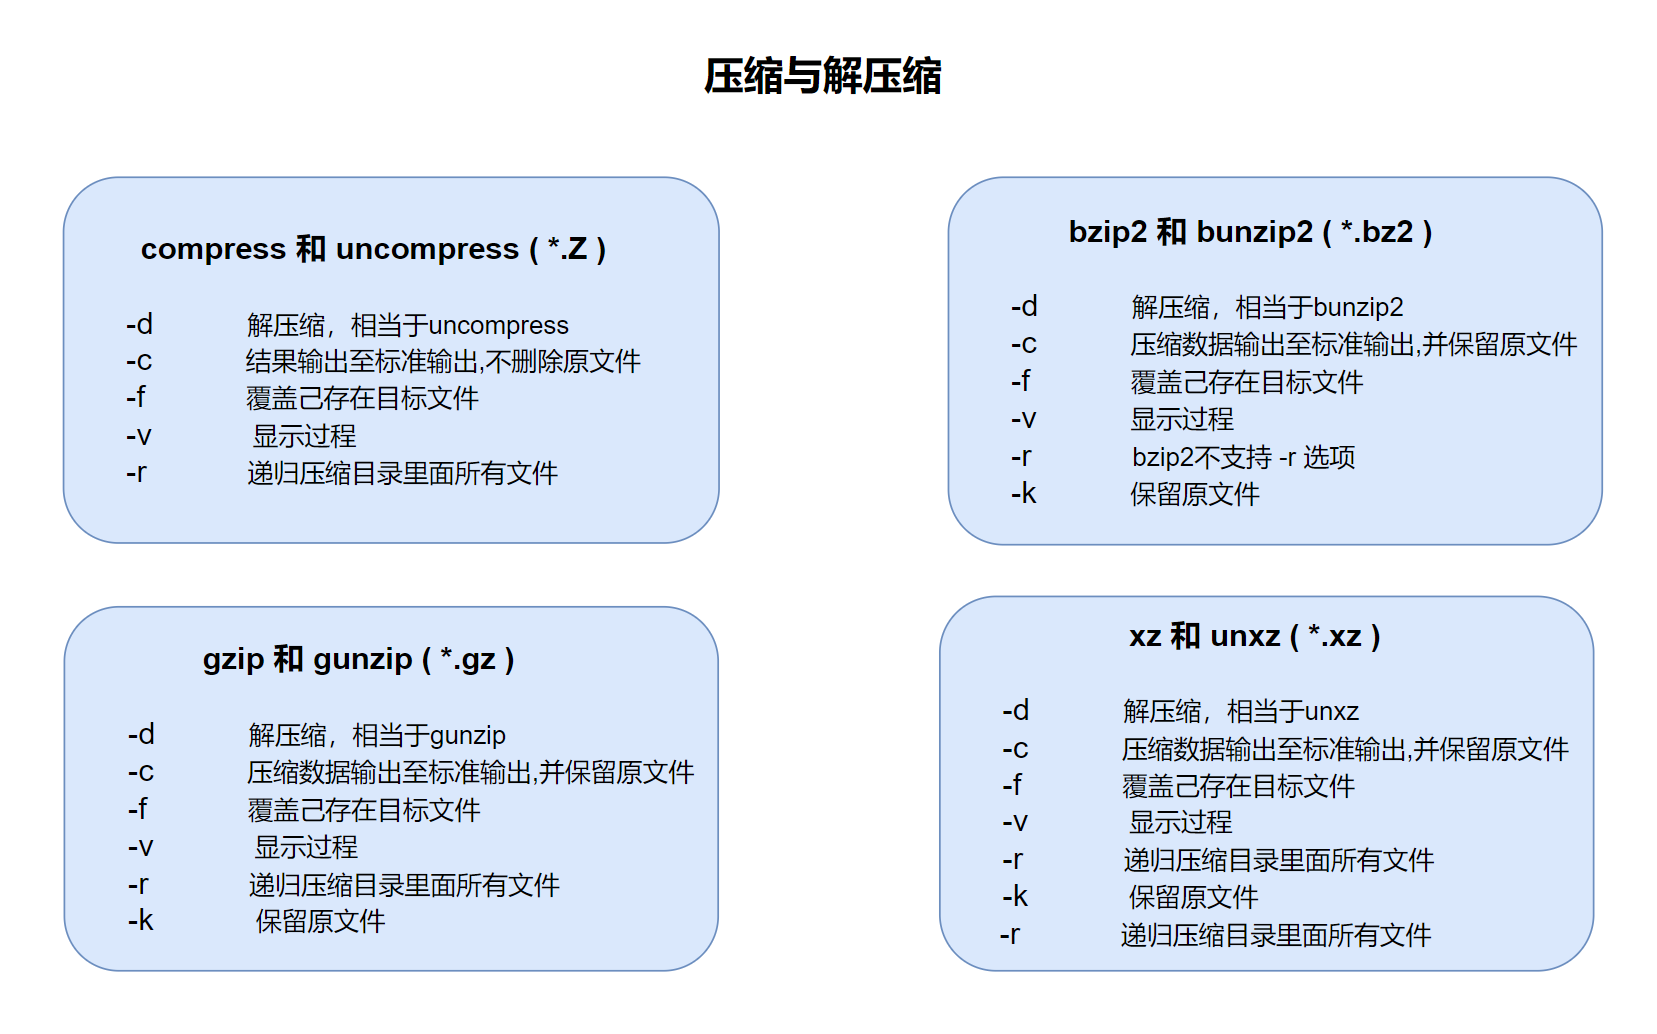 压缩与解压缩
compress 和 uncompress ( *.Z )
-d 解压缩，相当于uncompress
-c 结果输出至标准输出,不删除原文件
-f 覆盖己存在目标文件
-v 显示过程
-r 递归压缩目录里面所有文件
bzip2 和 bunzip2 ( *.bz2 )
-d 解压缩，相当于bunzip2
-c 压缩数据输出至标准输出,并保留原文件
-f 覆盖己存在目标文件
-v 显示过程
-r bzip2不支持 -r 选项
-k 保留原文件
gzip 和 gunzip ( *.gz )
-d 解压缩，相当于gunzip
-c 压缩数据输出至标准输出,并保留原文件
-f 覆盖己存在目标文件
-v 显示过程
-r 递归压缩目录里面所有文件
-k 保留原文件
xz 和 unxz ( *.xz )
-d 解压缩，相当于unxz
-c 压缩数据输出至标准输出,并保留原文件
-f 覆盖己存在目标文件
-v 显示过程
-r 递归压缩目录里面所有文件
-k 保留原文件
-r 递归压缩目录里面所有文件